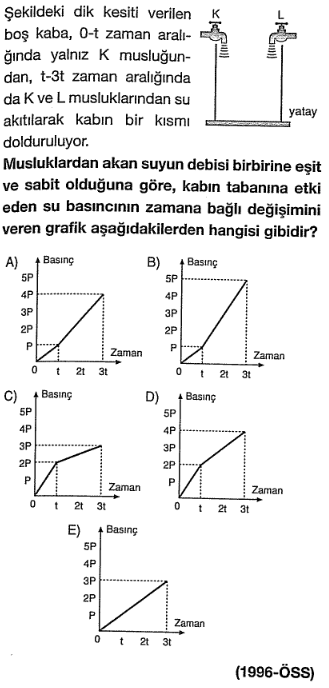 Şekildeki dik kesiti verilen
boş kaba, 0-t zaman aralı-
ğında yalnız K musluğun-
dan, t-3t zaman aralığında
da K ve L musluklarından su
akıtılarak kabın bir kısmı
dolduruluyor.
K L
yatay
Musluklardan akan suyun debisi birbirine eşit
ve sabit olduğuna göre, kabın tabanına etki
eden su basıncının zamana bağlı değişimini
veren grafik aşağıdakilerden hangisi gibidir?
A) Basınç
5P
4P
3P
2P
P
0 t 2t 3t
Zaman
B) Basınç
5P
4P
3P
2P
P
0 t 2t 3t
Zaman
C) Basınç
5P
4P
3P
2P
P
0 t 2t 3t
Zaman
D) Basınç
5P
4P
3P
2P
P
0 t 2t 3t
Zaman
E) Basınç
5P
4P
3P
2P
P
0 t 2t 3t
Zaman
(1996-ÖSS)